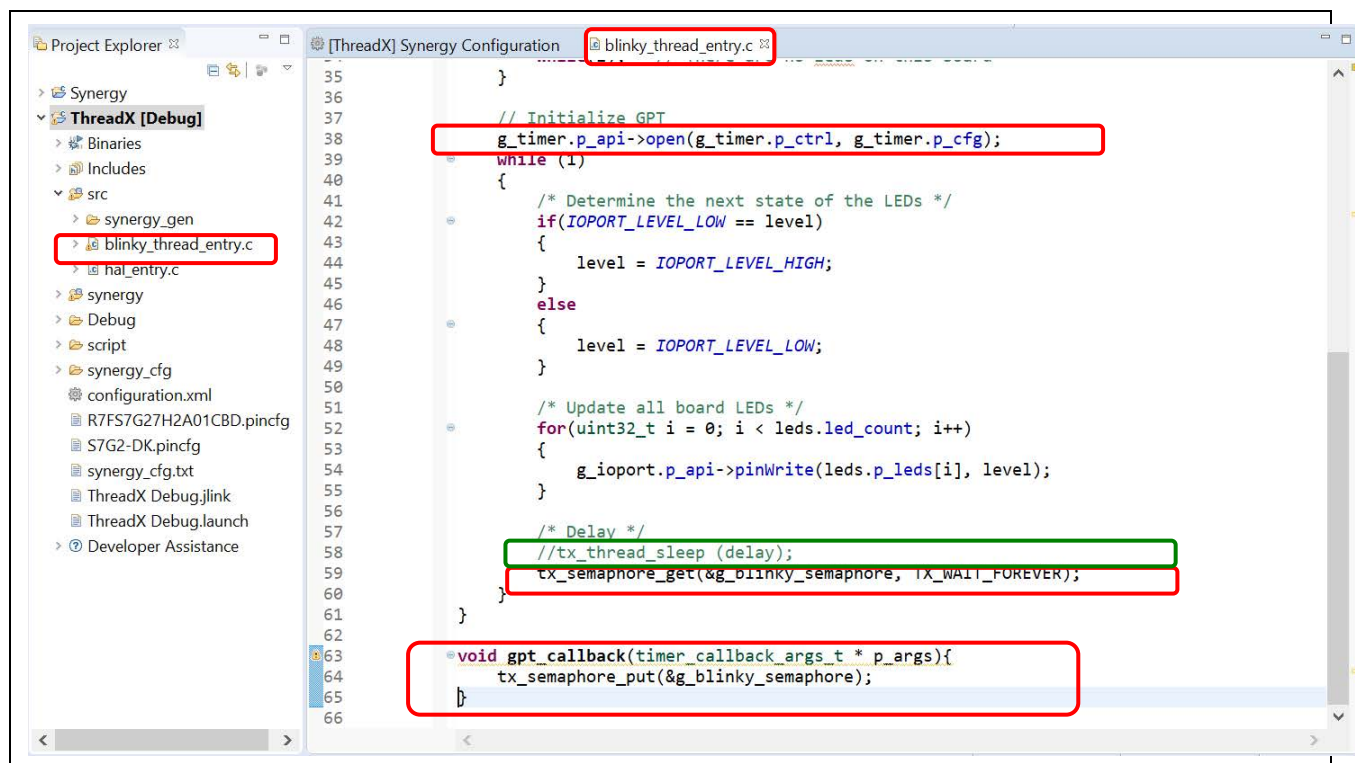 Project Explorer
Synergy
ThreadX [Debug]
Binaries
Includes
src
synergy_gen
blinky_thread_entry.c
hal_entry.c
synergy
Debug
script
synergy_cfg
configuration.xml
R7FS7G27H2A01CBD.pincfg
S7G2-DK.pincfg
synergy_cfg.txt
ThreadX Debug.jlink
ThreadX Debug.launch
Developer Assistance
[ThreadX] Synergy Configuration
blinky_thread_entry.c
35 }
36
37 // Initialize GPT
38 g_timer.p_api->open(g_timer.p_ctrl, g_timer.p_cfg);
39 while (1)
40 {
41 /* Determine the next state of the LEDs */
42 if(IOPORT_LEVEL_LOW == level)
43 {
44 level = IOPORT_LEVEL_HIGH;
45 }
46 else
47 {
48 level = IOPORT_LEVEL_LOW;
49 }
50
51 /* Update all board LEDs */
52 for(uint32_t i = 0; i < leds.led_count; i++)
53 {
54 g_ioport.p_api->pinWrite(leds.p_leds[i], level);
55 }
56
57 /* Delay */
58 //tx_thread_sleep (delay);
59 tx_semaphore_get(&g_blinky_semaphore, TX_WAIT_FOREVER);
60 }
61 }
62
63 void gpt_callback(timer_callback_args_t * p_args){
64 tx_semaphore_put(&g_blinky_semaphore);
65 }
66